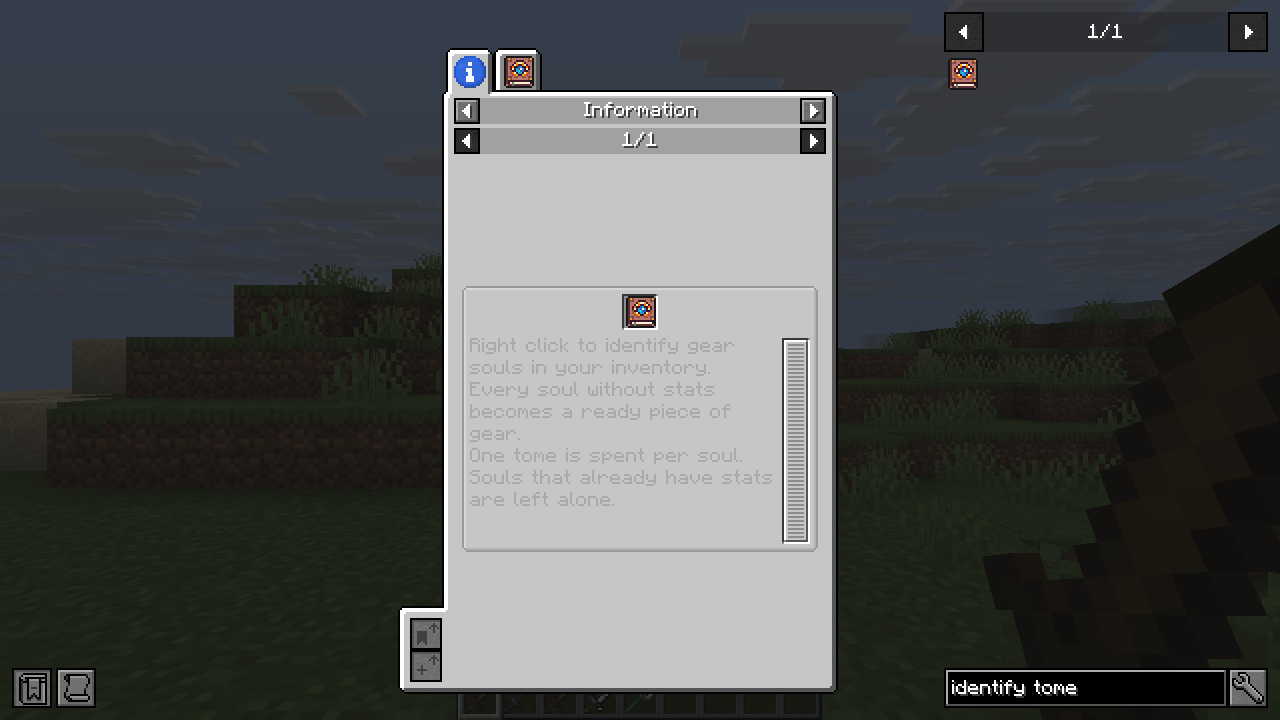 1/1
Information
1/1
Right click to identify gear
souls in your inventory.
Every soul without stats
becomes a ready piece of
gear.
One tome is spent per soul.
Souls that already have stats
are left alone.
identify tome